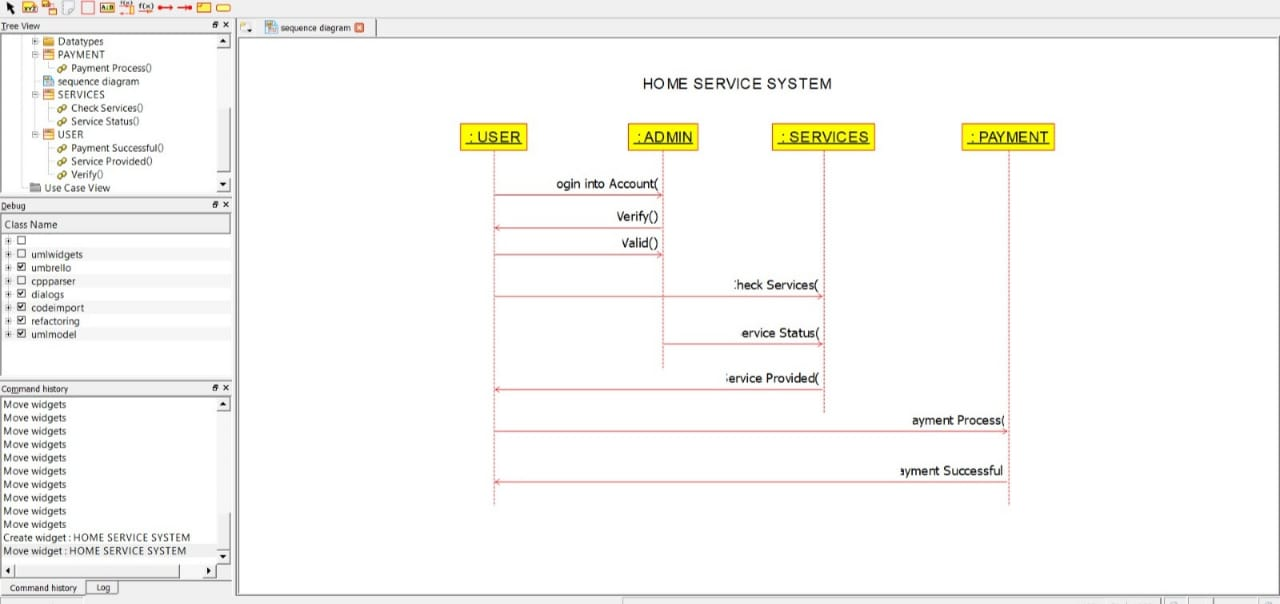 XYZ
A:B
f(x)
f(x)
Tree View
sequence diagram
Datatypes
PAYMENT
Payment Process()
sequence diagram
SERVICES
Check Services()
Service Status()
USER
Payment Successful()
Service Provided()
Verify()
Use Case View
Debug
Class Name
umlwidgets
umbrello
cppparser
dialogs
codeimport
refactoring
umlmodel
Command history
Move widgets
Move widgets
Move widgets
Move widgets
Move widgets
Move widgets
Move widgets
Move widgets
Move widgets
Move widgets
Create widget : HOME SERVICE SYSTEM
Move widget : HOME SERVICE SYSTEM
Command history
Log
HOME SERVICE SYSTEM
: USER
: ADMIN
: SERVICES
: PAYMENT
ogin into Account(
Verify()
Valid()
heck Services(
ervice Status(
ervice Provided(
ayment Process(
ayment Successful